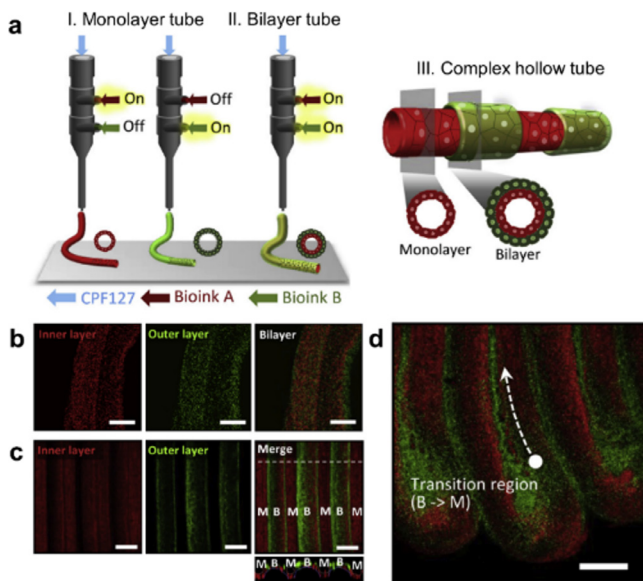 a
I. Monolayer tube
II. Bilayer tube
III. Complex hollow tube
On
Off
On
Off
On
On
Monolayer
Bilayer
CPF127
Bioink A
Bioink B
b
Inner layer
Outer layer
Bilayer
c
Inner layer
Outer layer
Merge
M B M B M B M
M B M B M B M
d
Transition region
(B -> M)